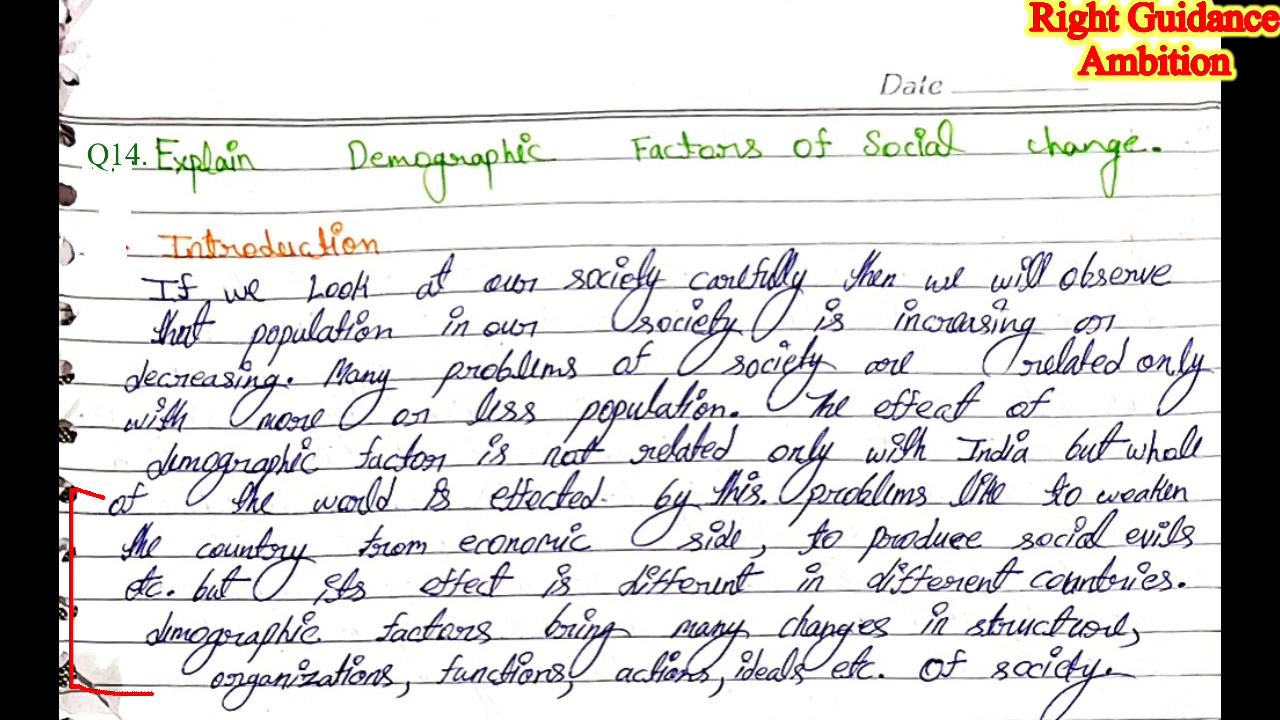 Right Guidance
Ambition
Date
Q14. Explain Demographic Factors of Social change.
Introduction
If we Look at our society carefully then we will observe
that population in our society is increasing or
decreasing. Many problems of society are related only
with more or less population. The effect of
demographic factor is not related only with India but whole
of the world is effected. by this. problems like to weaken
the country from economic side, to produce social evils
etc. but its effect is different in different countries.
demographic factors bring many changes in structure,
organizations, functions, actions, ideals etc. of society.